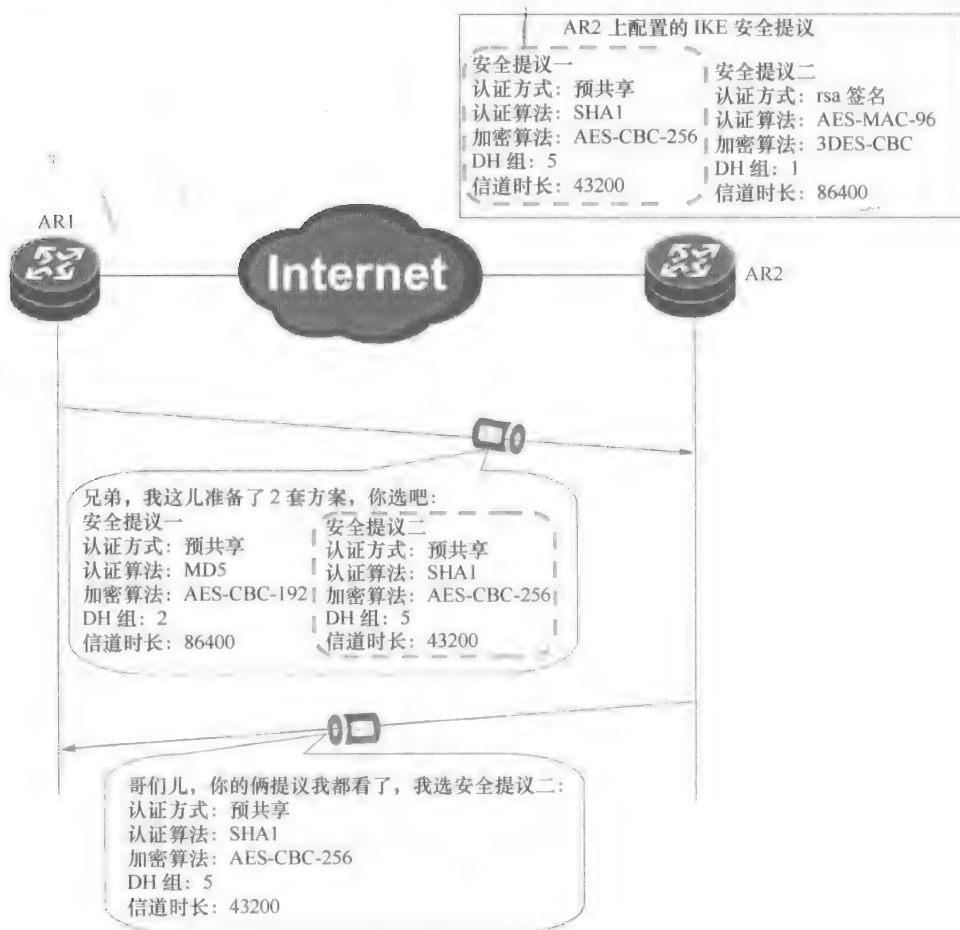 AR2 上配置的 IKE 安全提议
安全提议一
认证方式：预共享
认证算法：SHA1
加密算法：AES-CBC-256
DH 组：5
信道时长：43200
安全提议二
认证方式：rsa 签名
认证算法：AES-MAC-96
加密算法：3DES-CBC
DH 组：1
信道时长：86400
AR1
Internet
AR2
兄弟，我这儿准备了 2 套方案，你选吧：
安全提议一
认证方式：预共享
认证算法：MD5
加密算法：AES-CBC-192
DH 组：2
信道时长：86400
安全提议二
认证方式：预共享
认证算法：SHA1
加密算法：AES-CBC-256
DH 组：5
信道时长：43200
哥们儿，你的俩提议我都看了，我选安全提议二：
认证方式：预共享
认证算法：SHA1
加密算法：AES-CBC-256
DH 组：5
信道时长：43200